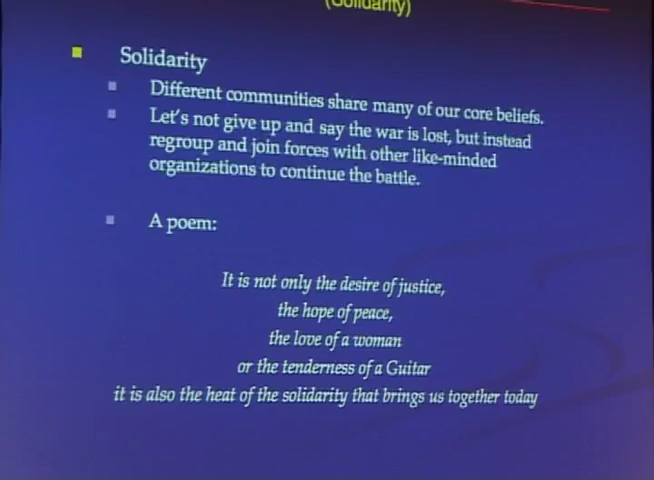 (Solidarity)
Solidarity
Different communities share many of our core beliefs.
Let's not give up and say the war is lost, but instead
regroup and join forces with other like-minded
organizations to continue the battle.
A poem:
It is not only the desire of justice,
the hope of peace,
the love of a woman
or the tenderness of a Guitar
it is also the heat of the solidarity that brings us together today